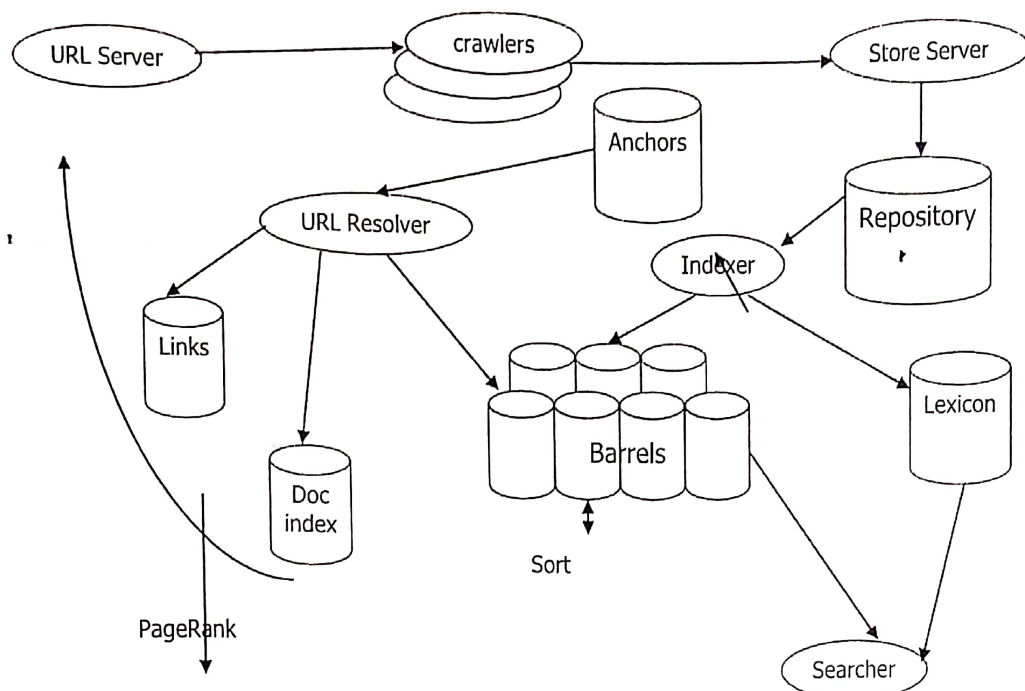 URL Server
crawlers
Store Server
Anchors
URL Resolver
Repository
Indexer
Links
Lexicon
Barrels
Doc
index
Sort
PageRank
Searcher